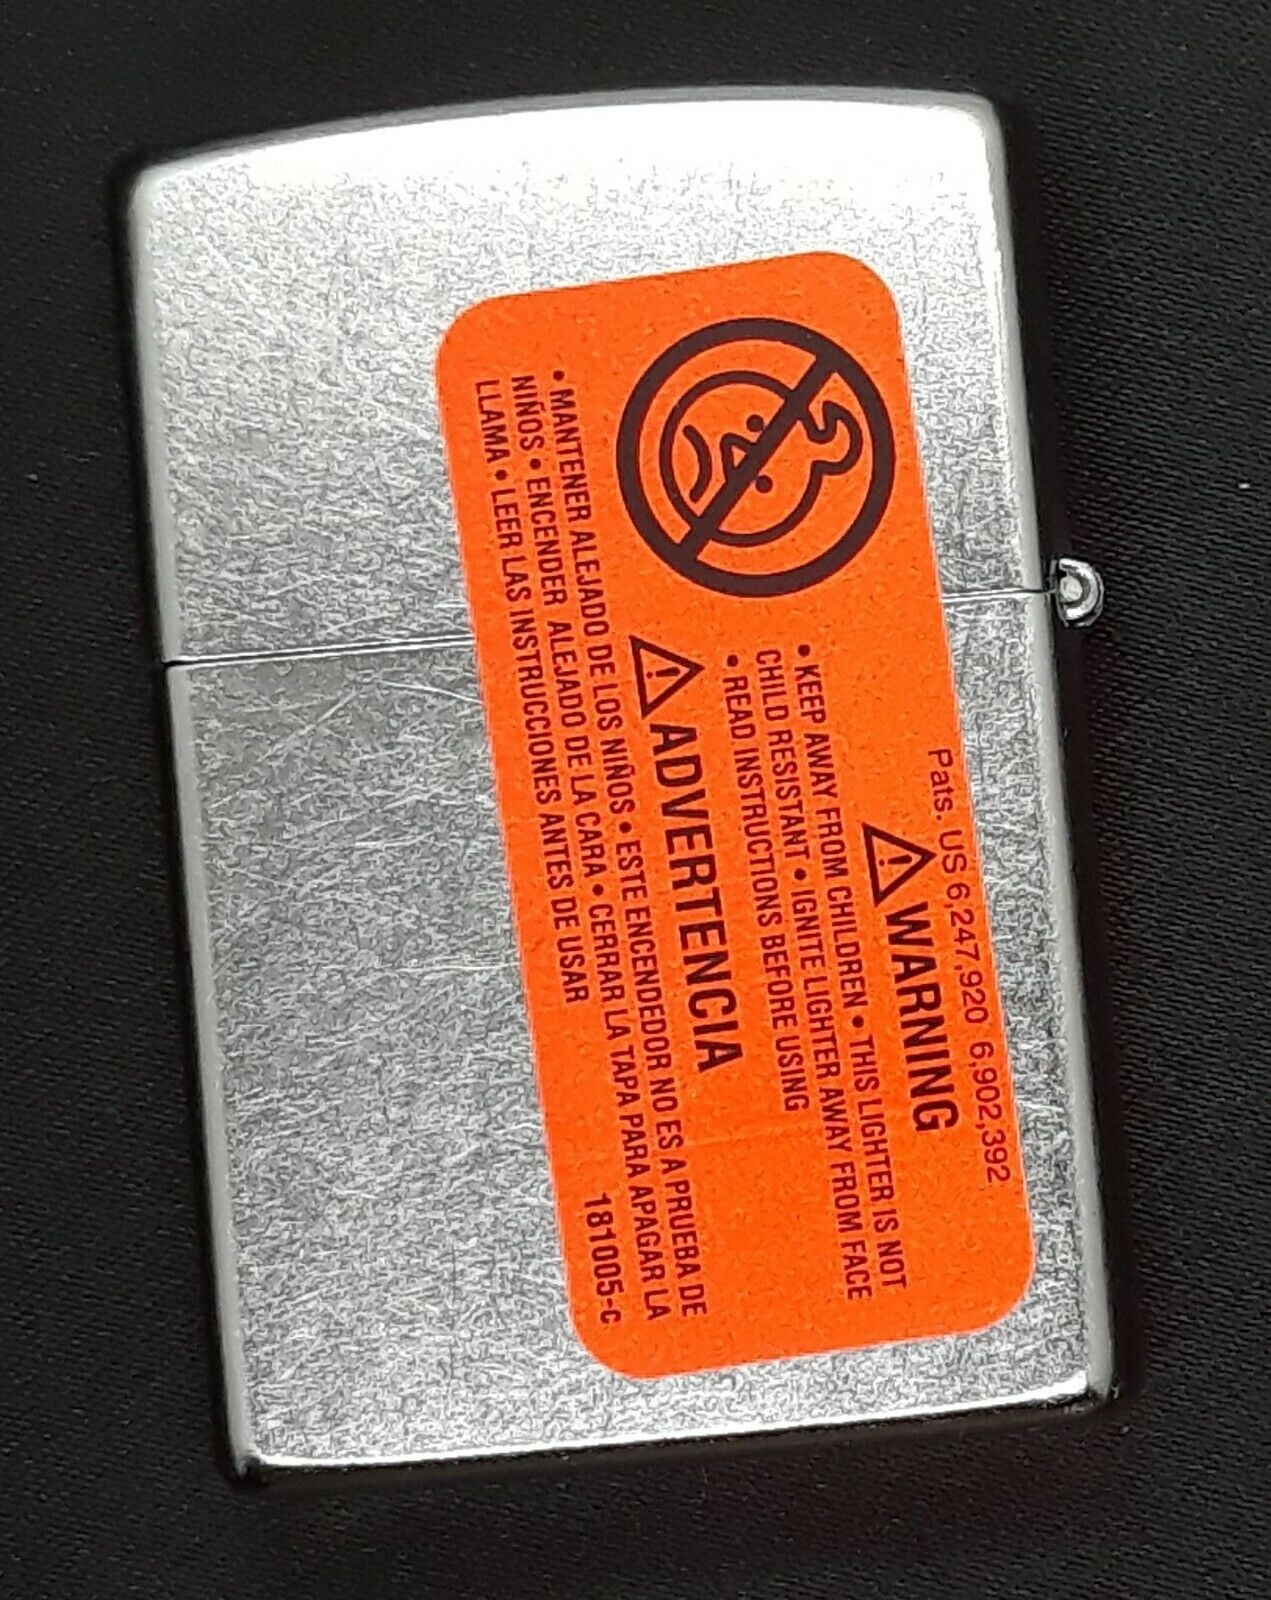 Pats. US 6,247,920 6,902,392
WARNING
• KEEP AWAY FROM CHILDREN • THIS LIGHTER IS NOT
CHILD RESISTANT • IGNITE LIGHTER AWAY FROM FACE
• READ INSTRUCTIONS BEFORE USING
ADVERTENCIA
• MANTENER ALEJADO DE LOS NIÑOS • ESTE ENCENDEDOR NO ES A PRUEBA DE
NIÑOS • ENCENDER ALEJADO DE LA CARA • CERRAR LA TAPA PARA APAGAR LA
LLAMA • LEER LAS INSTRUCCIONES ANTES DE USAR
181005-c